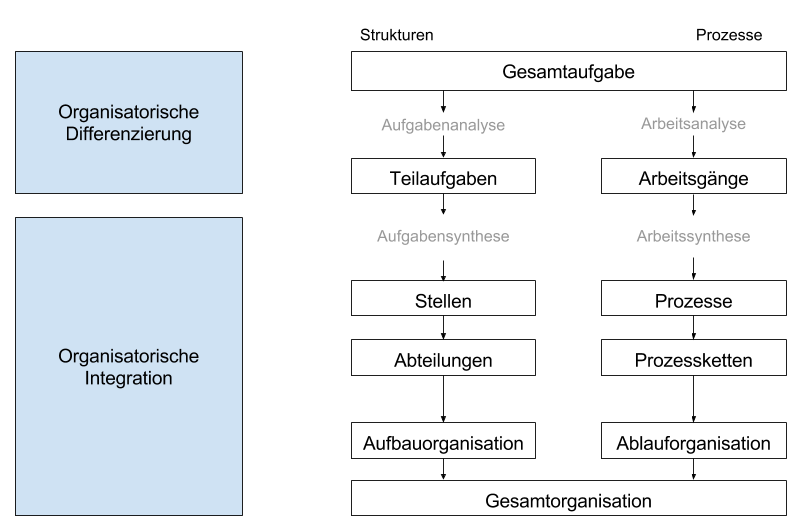 Strukturen
Prozesse
Gesamtaufgabe
Organisatorische
Differenzierung
Aufgabenanalyse
Arbeitsanalyse
Teilaufgaben
Arbeitsgänge
Aufgabensynthese
Arbeitssynthese
Stellen
Prozesse
Organisatorische
Integration
Abteilungen
Prozessketten
Aufbauorganisation
Ablauforganisation
Gesamtorganisation